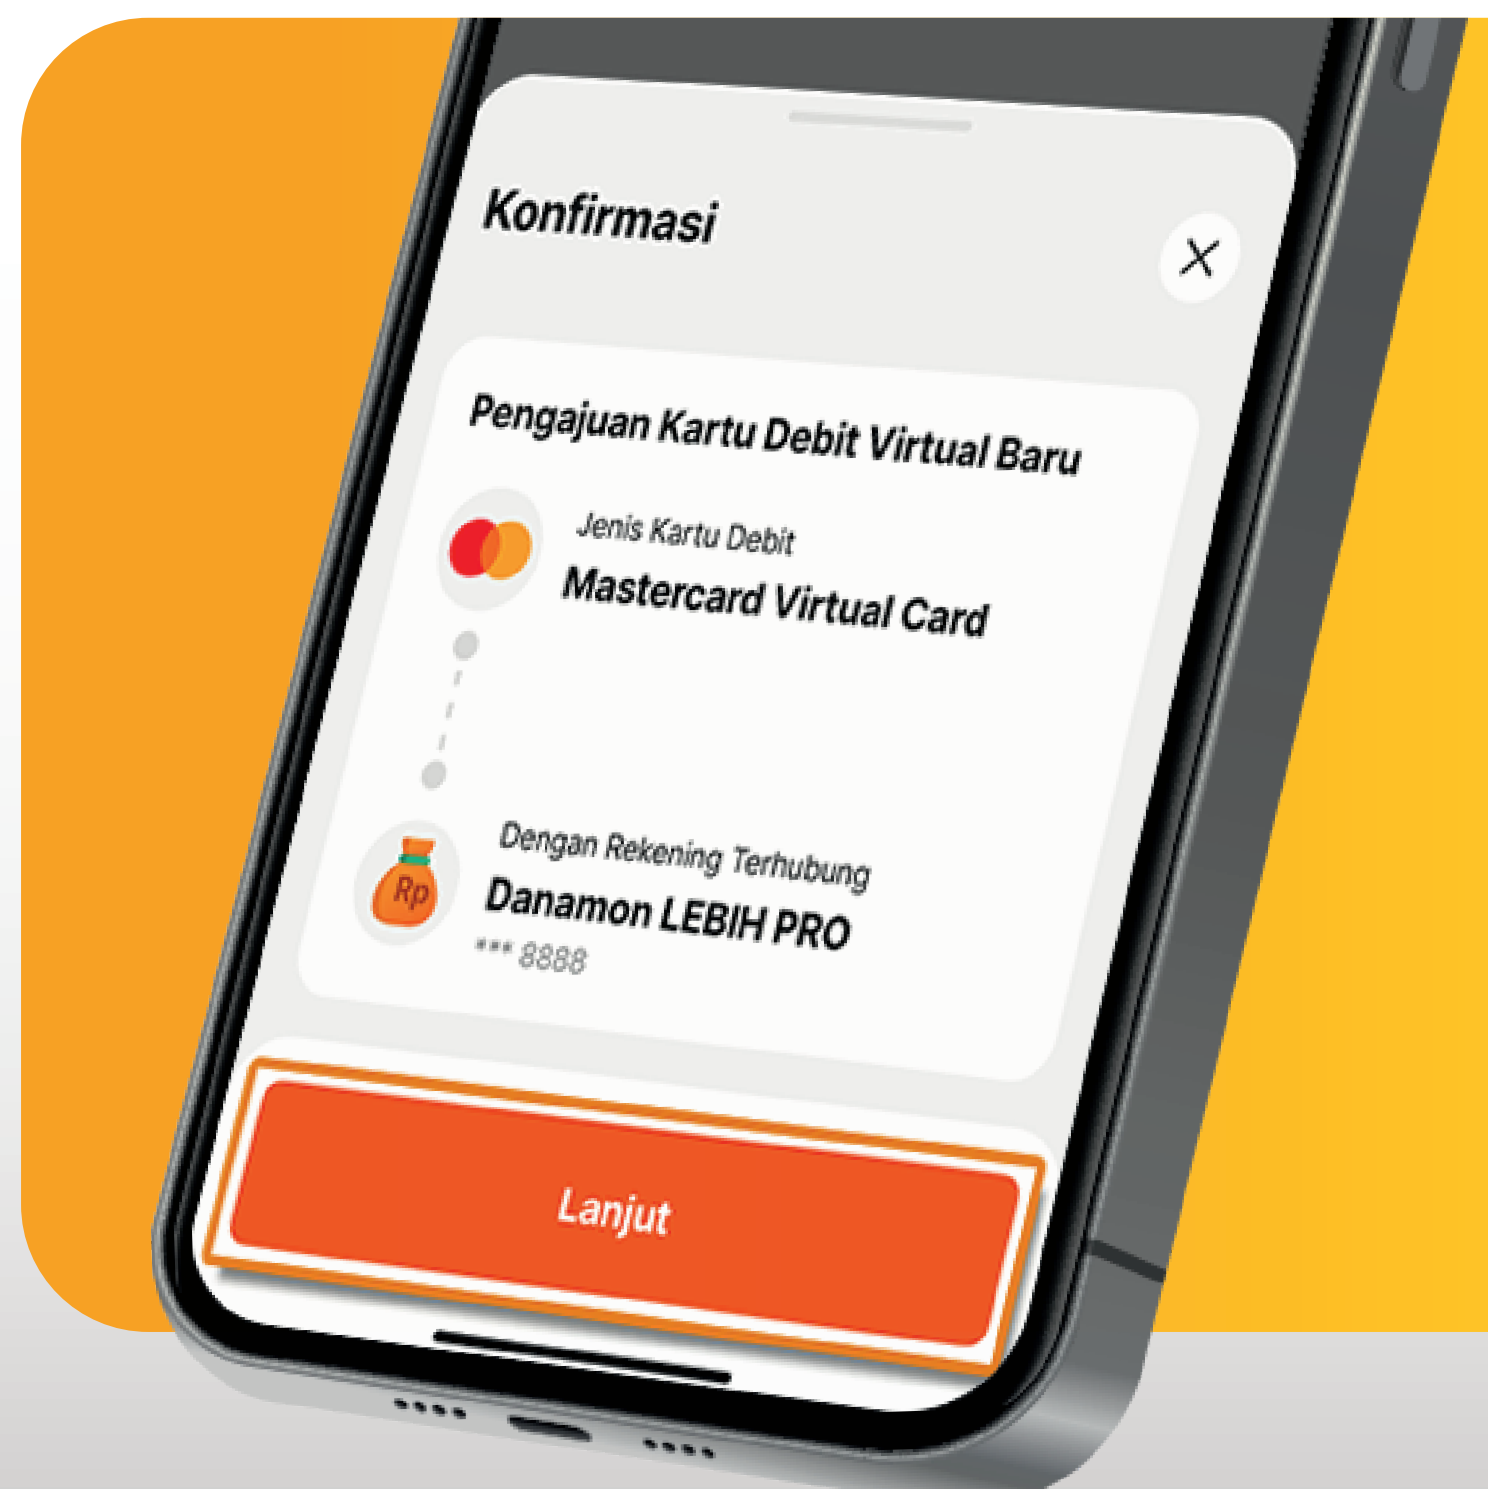 Konfirmasi
Pengajuan Kartu Debit Virtual Baru
Jenis Kartu Debit
Mastercard Virtual Card
Dengan Rekening Terhubung
Rp
Danamon LEBIH PRO
*** 8888
Lanjut